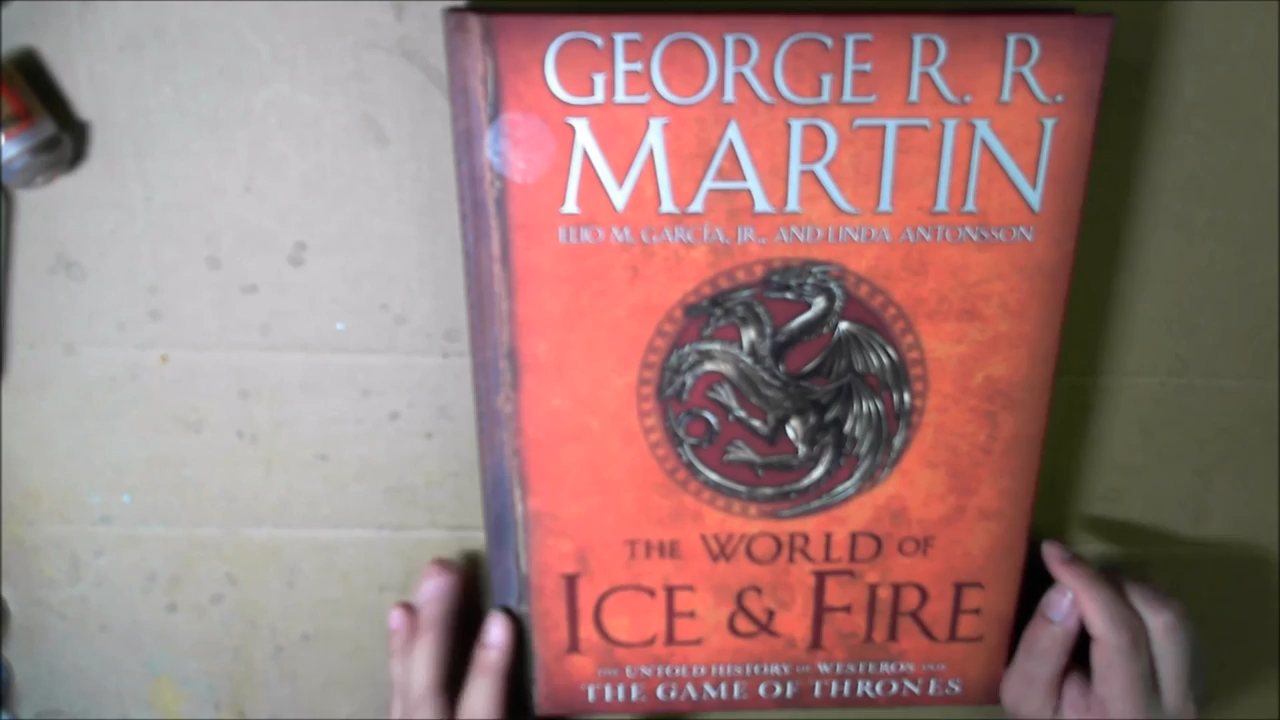 GEORGE R. R.
MARTIN
ELIO M. GARCÍA, JR., AND LINDA ANTONSSON
THE WORLD OF
ICE & FIRE
THE UNTOLD HISTORY OF WESTEROS AND
THE GAME OF THRONES